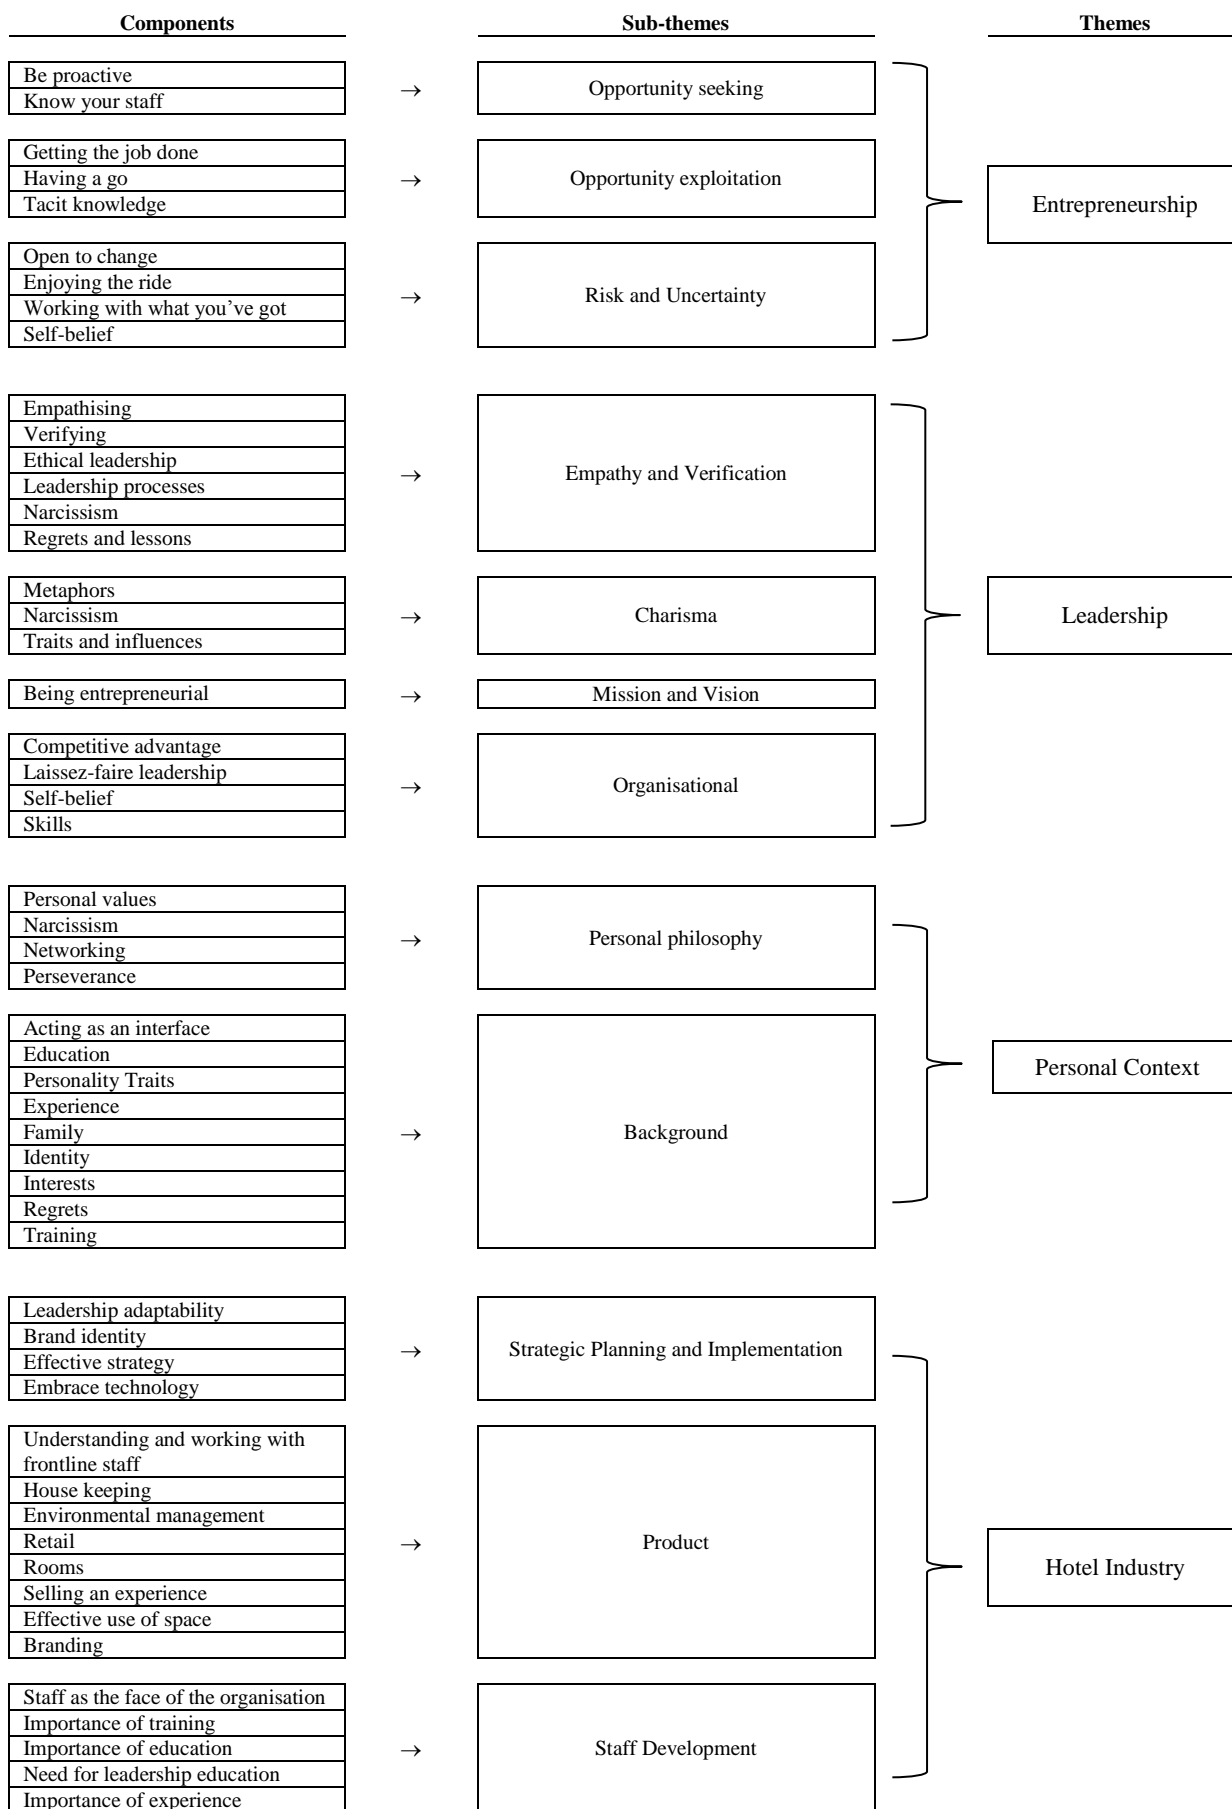 Components → Sub-themes → Themes
Be proactive
Know your staff
→
Opportunity seeking
Getting the job done
Having a go
Tacit knowledge
→
Opportunity exploitation
Entrepreneurship
Open to change
Enjoying the ride
Working with what you’ve got
Self-belief
→
Risk and Uncertainty
Empathising
Verifying
Ethical leadership
Leadership processes
Narcissism
Regrets and lessons
→
Empathy and Verification
Metaphors
Narcissism
Traits and influences
→
Charisma
Leadership
Being entrepreneurial
→
Mission and Vision
Competitive advantage
Laissez-faire leadership
Self-belief
Skills
→
Organisational
Personal values
Narcissism
Networking
Perseverance
→
Personal philosophy
Acting as an interface
Education
Personality Traits
Experience
Family
Identity
Interests
Regrets
Training
→
Background
Personal Context
Leadership adaptability
Brand identity
Effective strategy
Embrace technology
→
Strategic Planning and Implementation
Understanding and working with
frontline staff
House keeping
Environmental management
Retail
Rooms
Selling an experience
Effective use of space
Branding
→
Product
Hotel Industry
Staff as the face of the organisation
Importance of training
Importance of education
Need for leadership education
Importance of experience
→
Staff Development